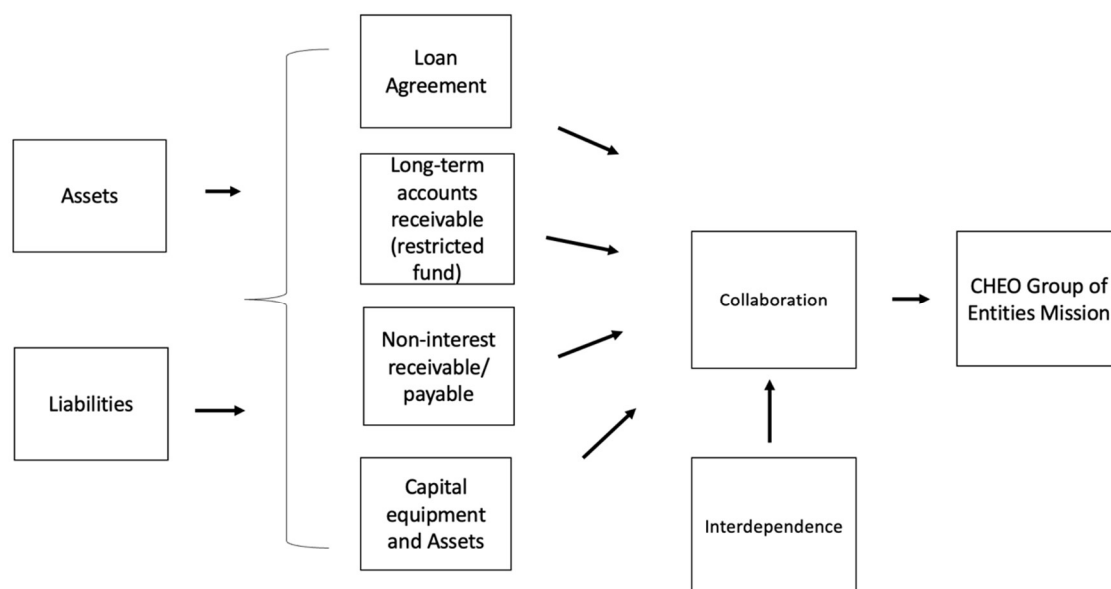 Loan
Agreement
Assets
Long-term
accounts
receivable
(restricted
fund)
Liabilities
Non-interest
receivable/
payable
Capital
equipment
and Assets
Collaboration
Interdependence
CHEO Group of
Entities Mission